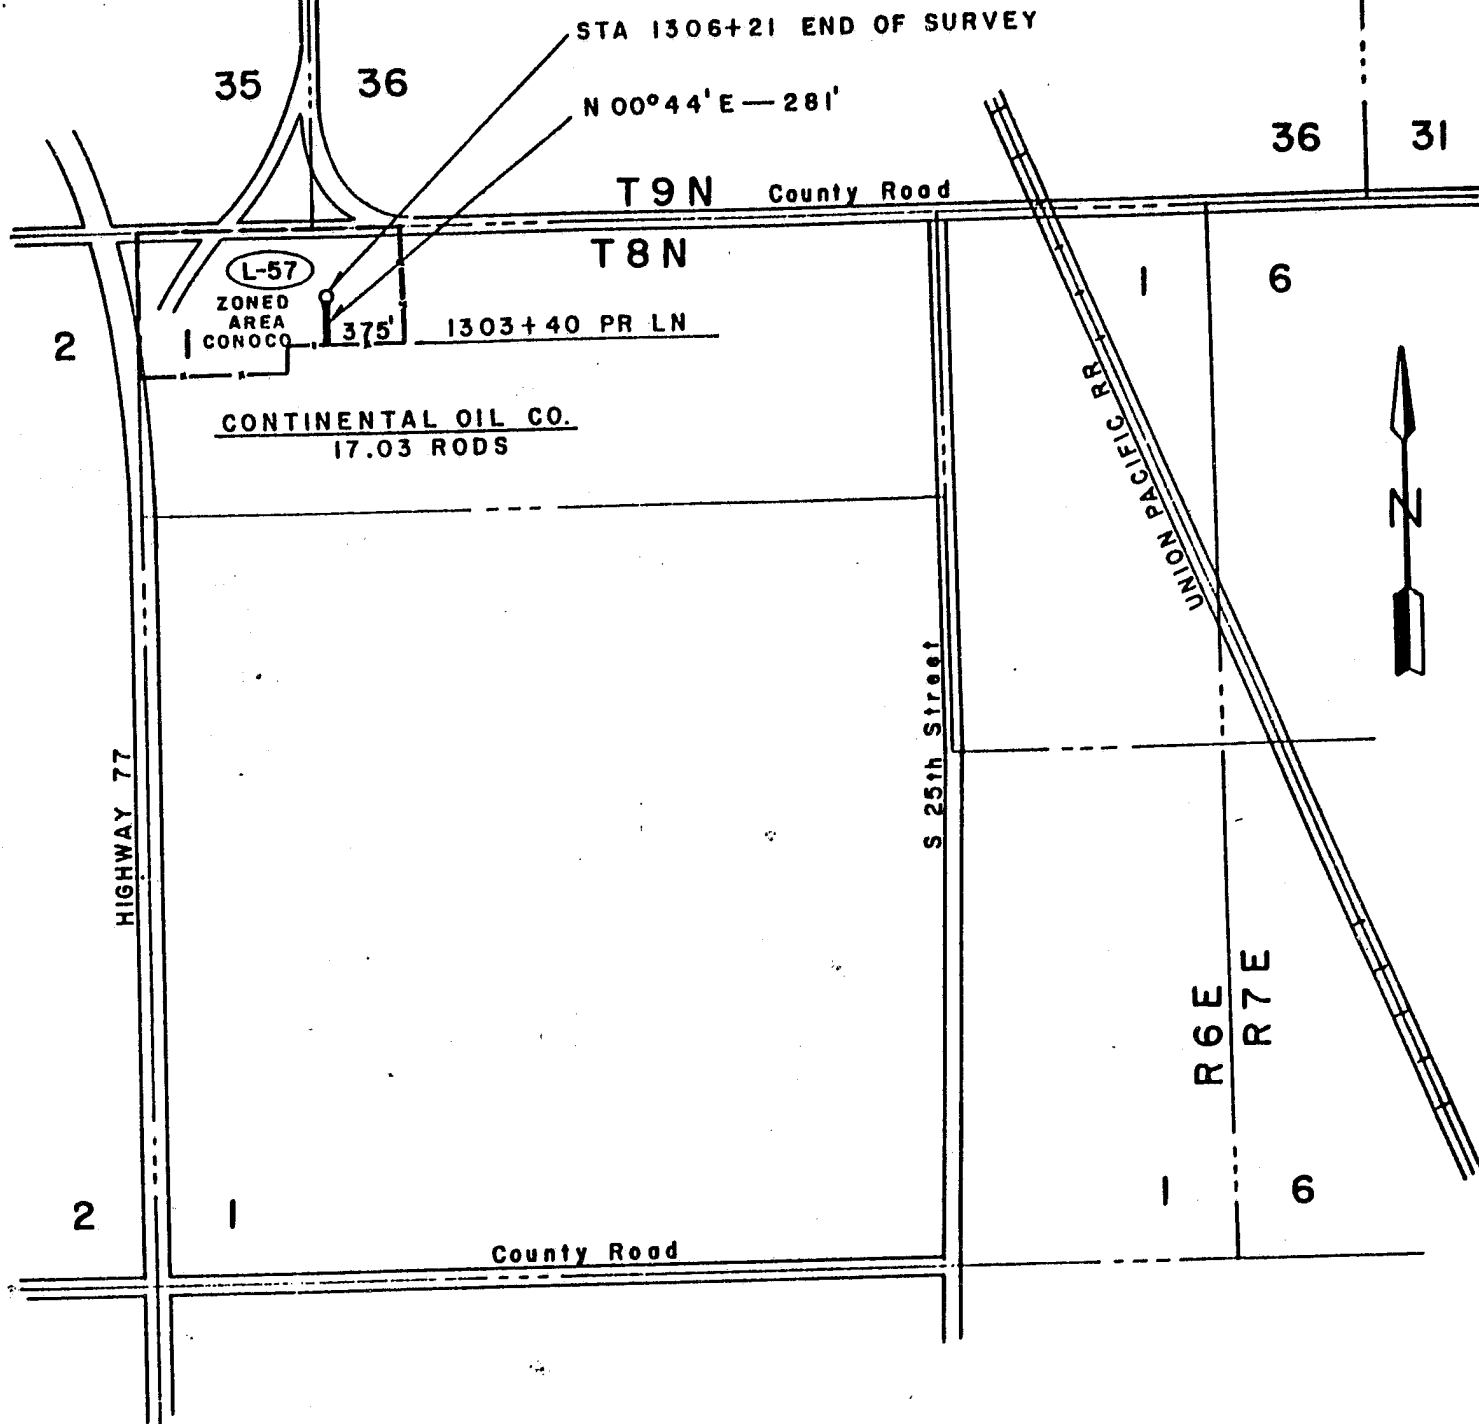 STA 1306+21 END OF SURVEY
35 36
N 00°44'E — 281'
36 31
T9N County Road
T8N
L-57
ZONED
AREA
CONOCO
375'
1303+40 PR LN
2 1
1 6
CONTINENTAL OIL CO.
17.03 RODS
UNION PACIFIC RR
N
S 25th Street
HIGHWAY 77
R6E
R7E
2 1
1 6
County Road